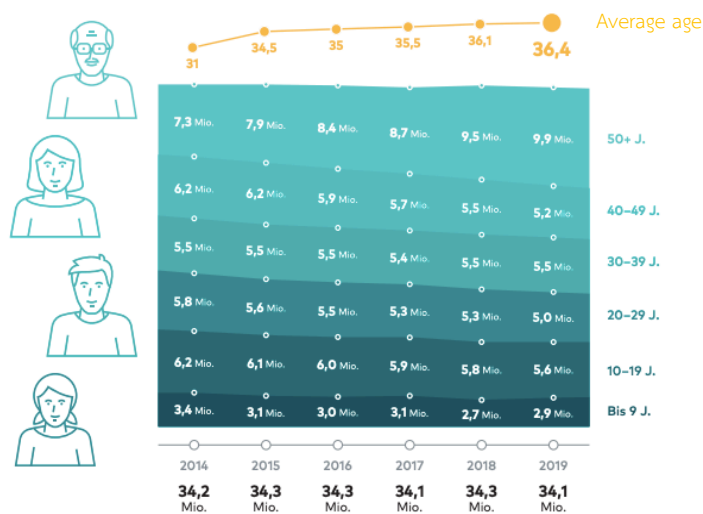 Average age
31 34,5 35 35,5 36,1 36,4
7,3 Mio. 7,9 Mio. 8,4 Mio. 8,7 Mio. 9,5 Mio. 9,9 Mio. 50+ J.
6,2 Mio. 6,2 Mio. 5,9 Mio. 5,7 Mio. 5,5 Mio. 5,2 Mio. 40–49 J.
5,5 Mio. 5,5 Mio. 5,5 Mio. 5,4 Mio. 5,5 Mio. 5,5 Mio. 30–39 J.
5,8 Mio. 5,6 Mio. 5,5 Mio. 5,3 Mio. 5,3 Mio. 5,0 Mio. 20–29 J.
6,2 Mio. 6,1 Mio. 6,0 Mio. 5,9 Mio. 5,8 Mio. 5,6 Mio. 10–19 J.
3,4 Mio. 3,1 Mio. 3,0 Mio. 3,1 Mio. 2,7 Mio. 2,9 Mio. Bis 9 J.
2014 2015 2016 2017 2018 2019
34,2 34,3 34,3 34,1 34,3 34,1
Mio. Mio. Mio. Mio. Mio. Mio.